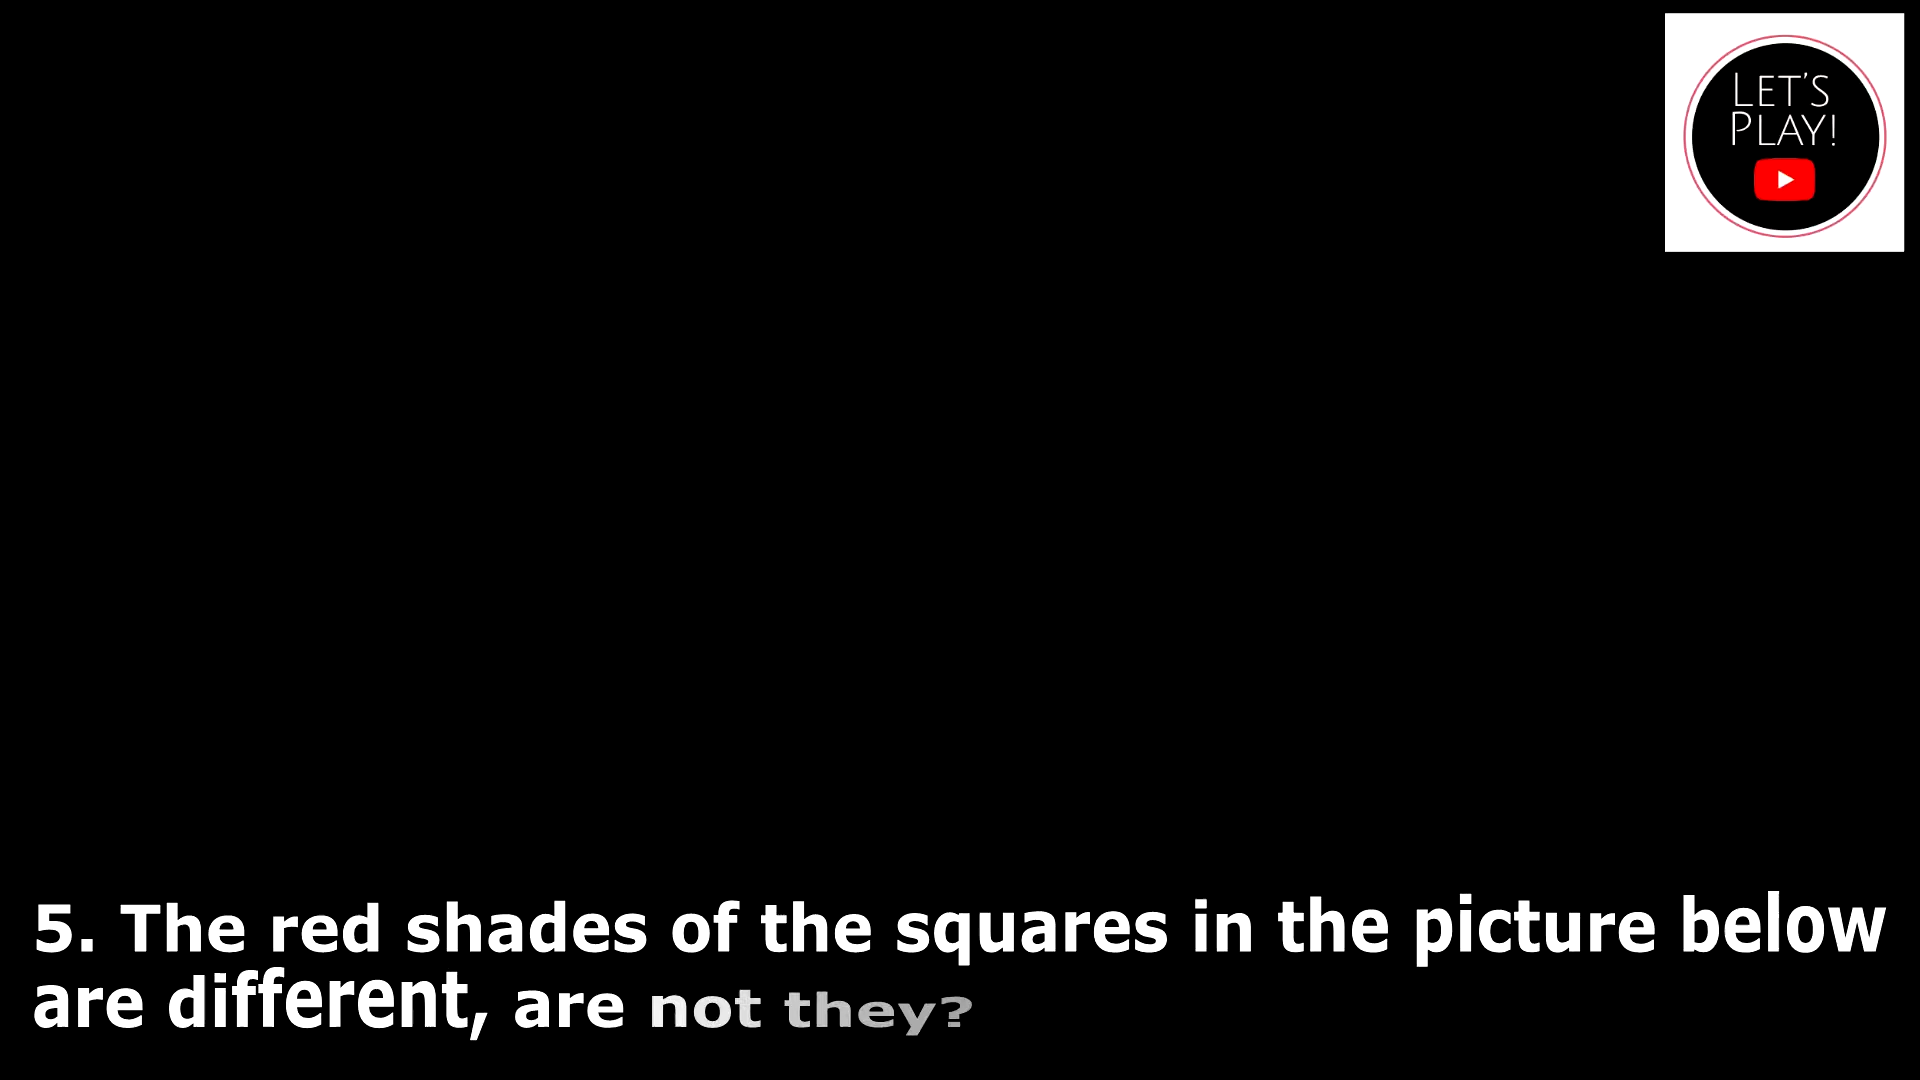 LET'S
PLAY!
5. The red shades of the squares in the picture below
are different, are not they?